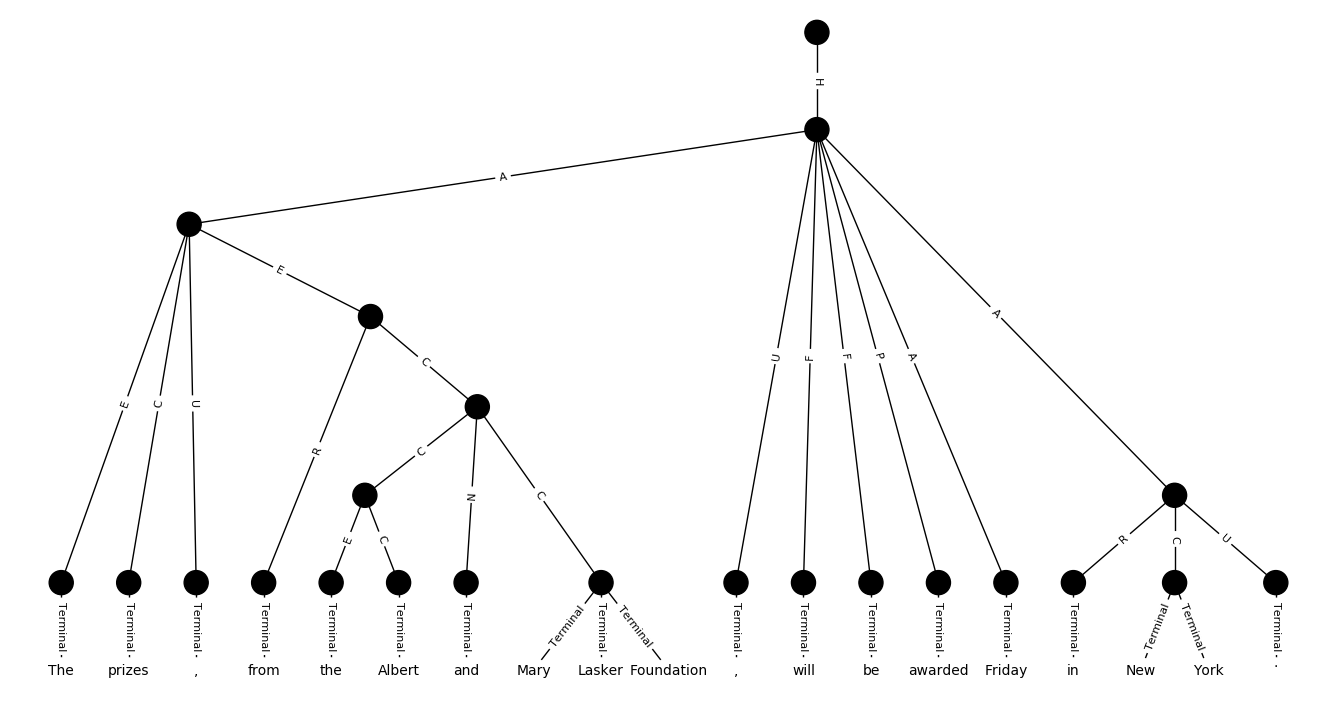 H
A
E
E C U
C
U F F P A
A
R
C N C
E C
R C U
Terminal Terminal Terminal Terminal Terminal Terminal Terminal Terminal Terminal Terminal Terminal Terminal Terminal Terminal Terminal Terminal Terminal Terminal Terminal
The prizes , from the Albert and Mary Lasker Foundation , will be awarded Friday in New York .